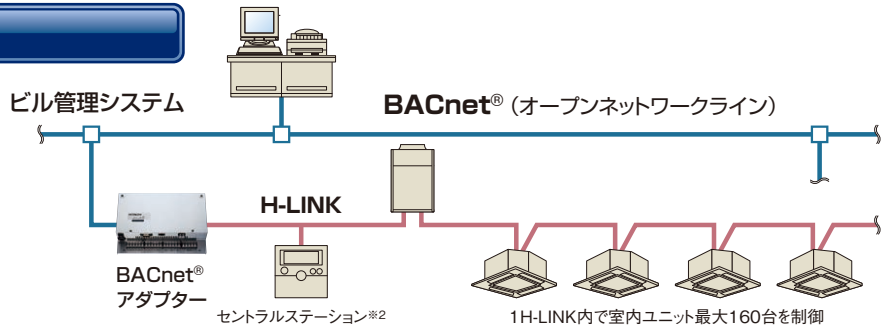 ビル管理システム
BACnet®（オープンネットワークライン）
H-LINK
BACnet®
アダプター
セントラルステーション※2
1H-LINK内で室内ユニット最大160台を制御